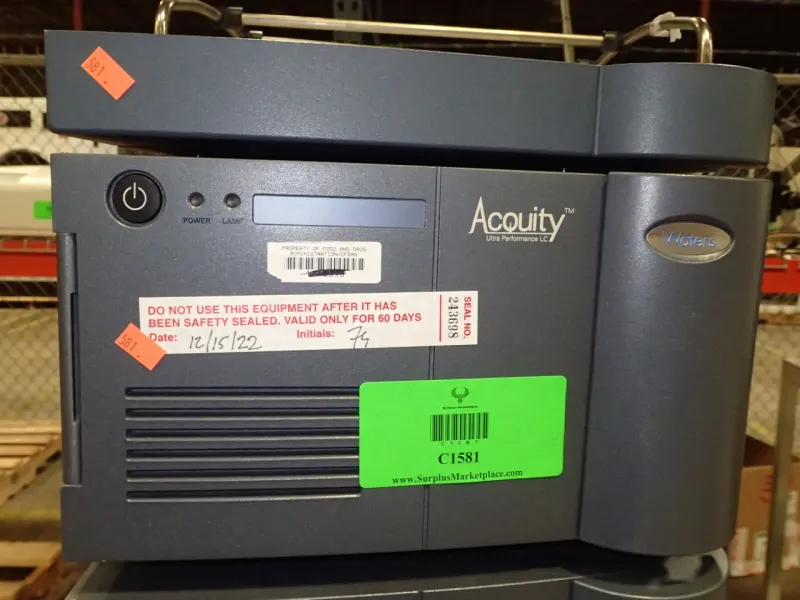 581.
POWER
LAMP
Acquity™
Ultra Performance LC
Waters
PROPERTY OF FOOD AND DRUG
ADMINISTRATION/CFSAN
DO NOT USE THIS EQUIPMENT AFTER IT HAS
BEEN SAFETY SEALED. VALID ONLY FOR 60 DAYS
Date: 12/15/22 Initials:
SEAL NO.
243698
581.
C1581
C1581
www.SurplusMarketplace.com